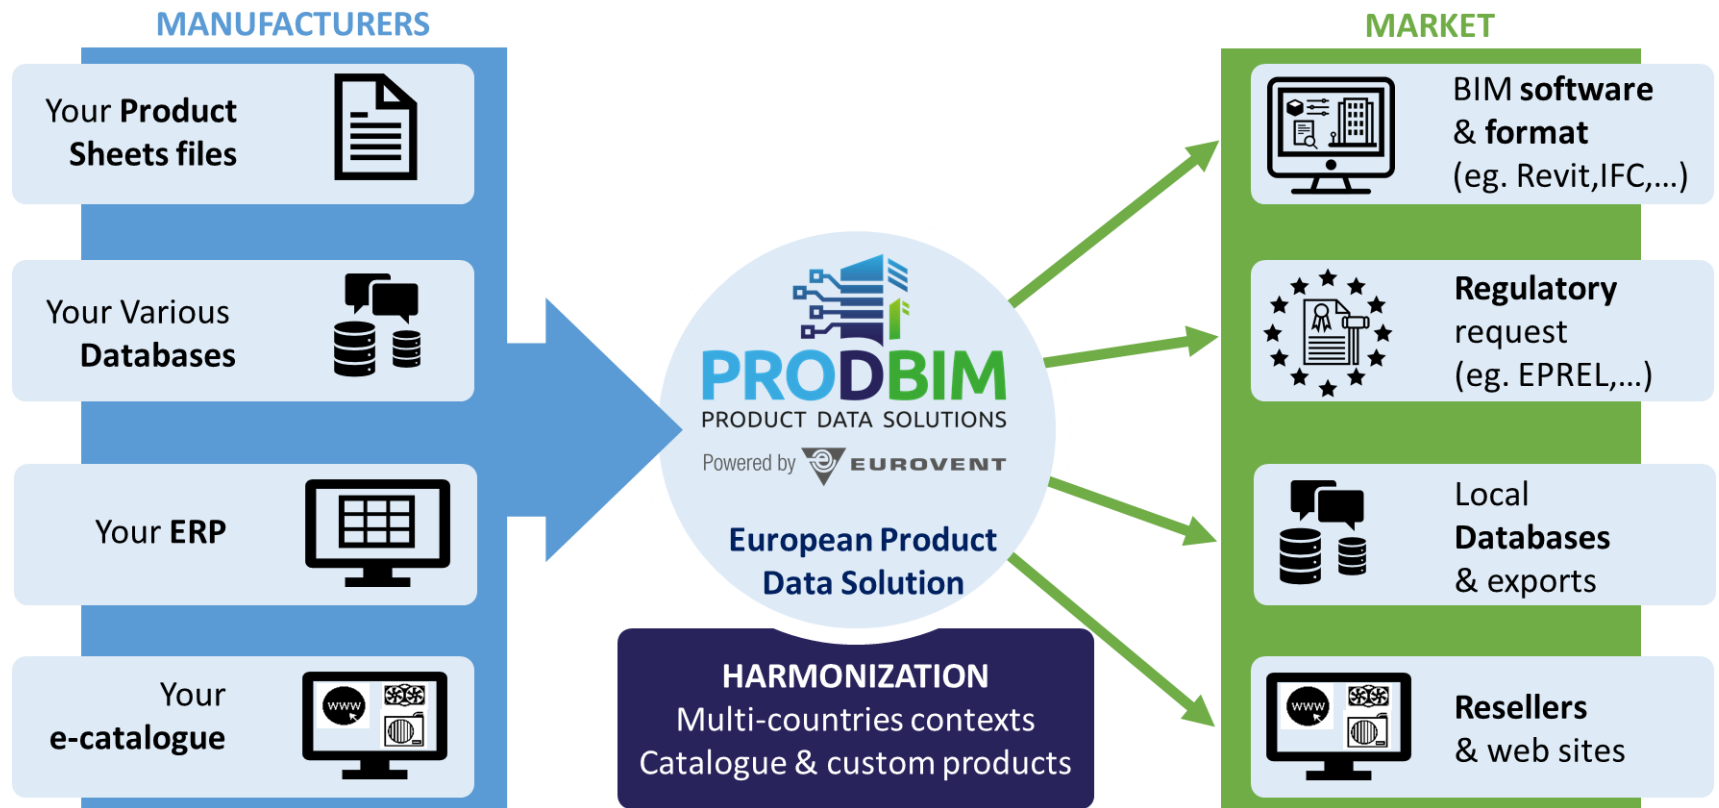 MANUFACTURERS
Your Product
Sheets files
Your Various
Databases
Your ERP
Your
e-catalogue
www
PRODBIM
PRODUCT DATA SOLUTIONS
Powered by EUROVENT
European Product
Data Solution
HARMONIZATION
Multi-countries contexts
Catalogue & custom products
MARKET
BIM software
& format
(eg. Revit,IFC,...)
Regulatory
request
(eg. EPREL,...)
Local
Databases
& exports
Resellers
& web sites
www